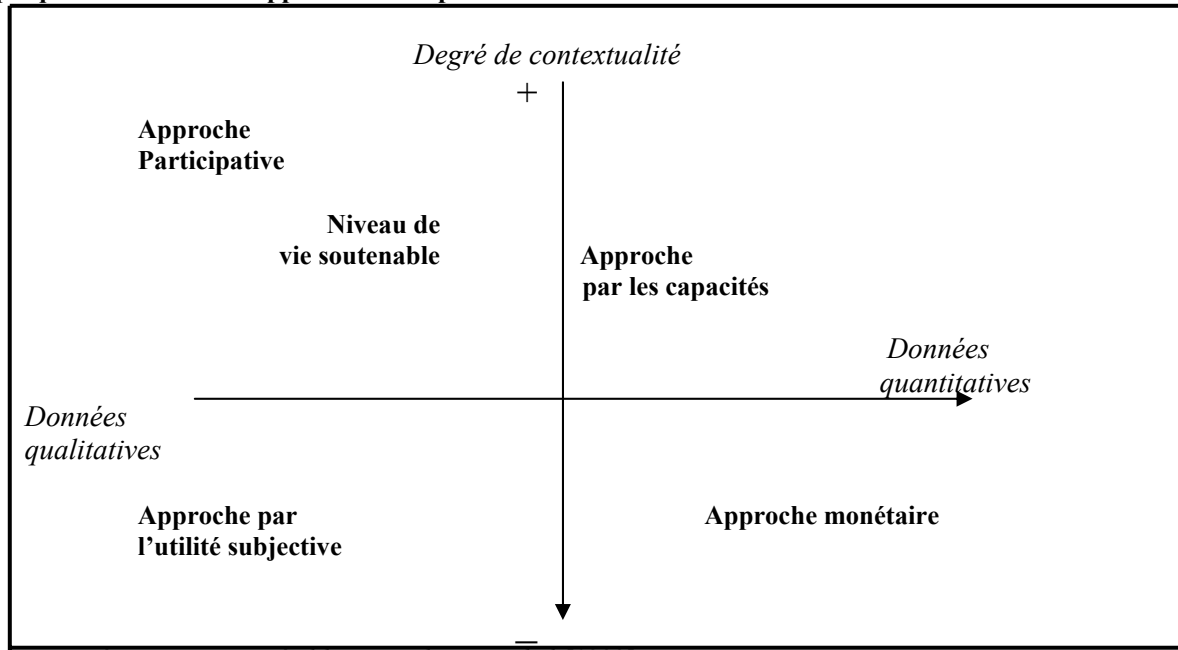 Degré de contextualité
+
Approche
Participative
Niveau de
vie soutenable
Approche
par les capacités
Données
quantitatives
Données
qualitatives
Approche par
l’utilité subjective
Approche monétaire
–